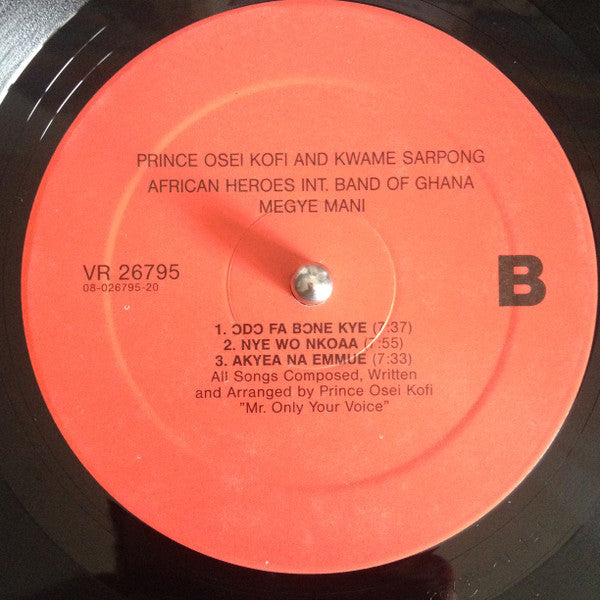 PRINCE OSEI KOFI AND KWAME SARPONG
AFRICAN HEROES INT. BAND OF GHANA
MEGYE MANI
VR 26795
08-026795-20
B
1. ƆDƆ FA BƆNE KYE (7:37)
2. NYE WO NKOAA (7:55)
3. AKYEA NA EMMUE (7:33)
All Songs Composed, Written
and Arranged by Prince Osei Kofi
"Mr. Only Your Voice"